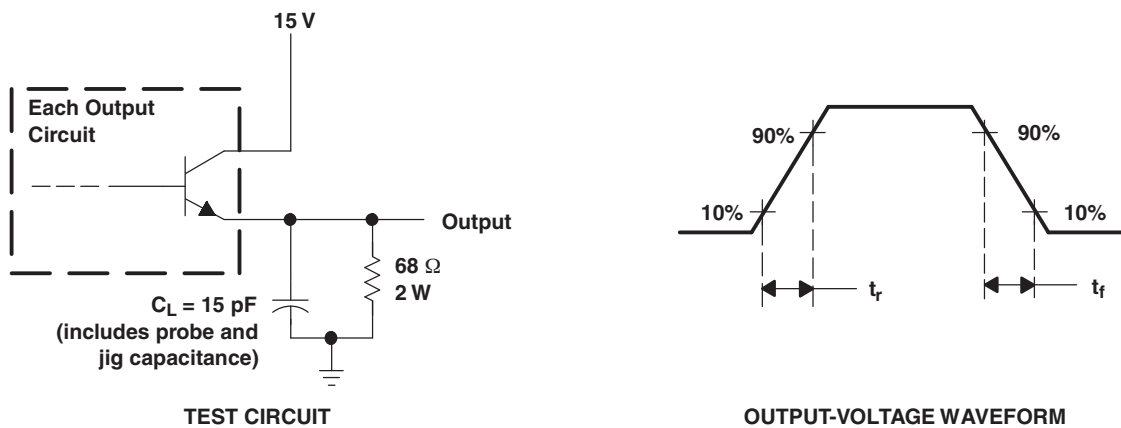 15 V
Each Output
Circuit
Output
68 Ω
2 W
C_L = 15 pF
(includes probe and
jig capacitance)
TEST CIRCUIT
90%
90%
10%
10%
t_r
t_f
OUTPUT-VOLTAGE WAVEFORM